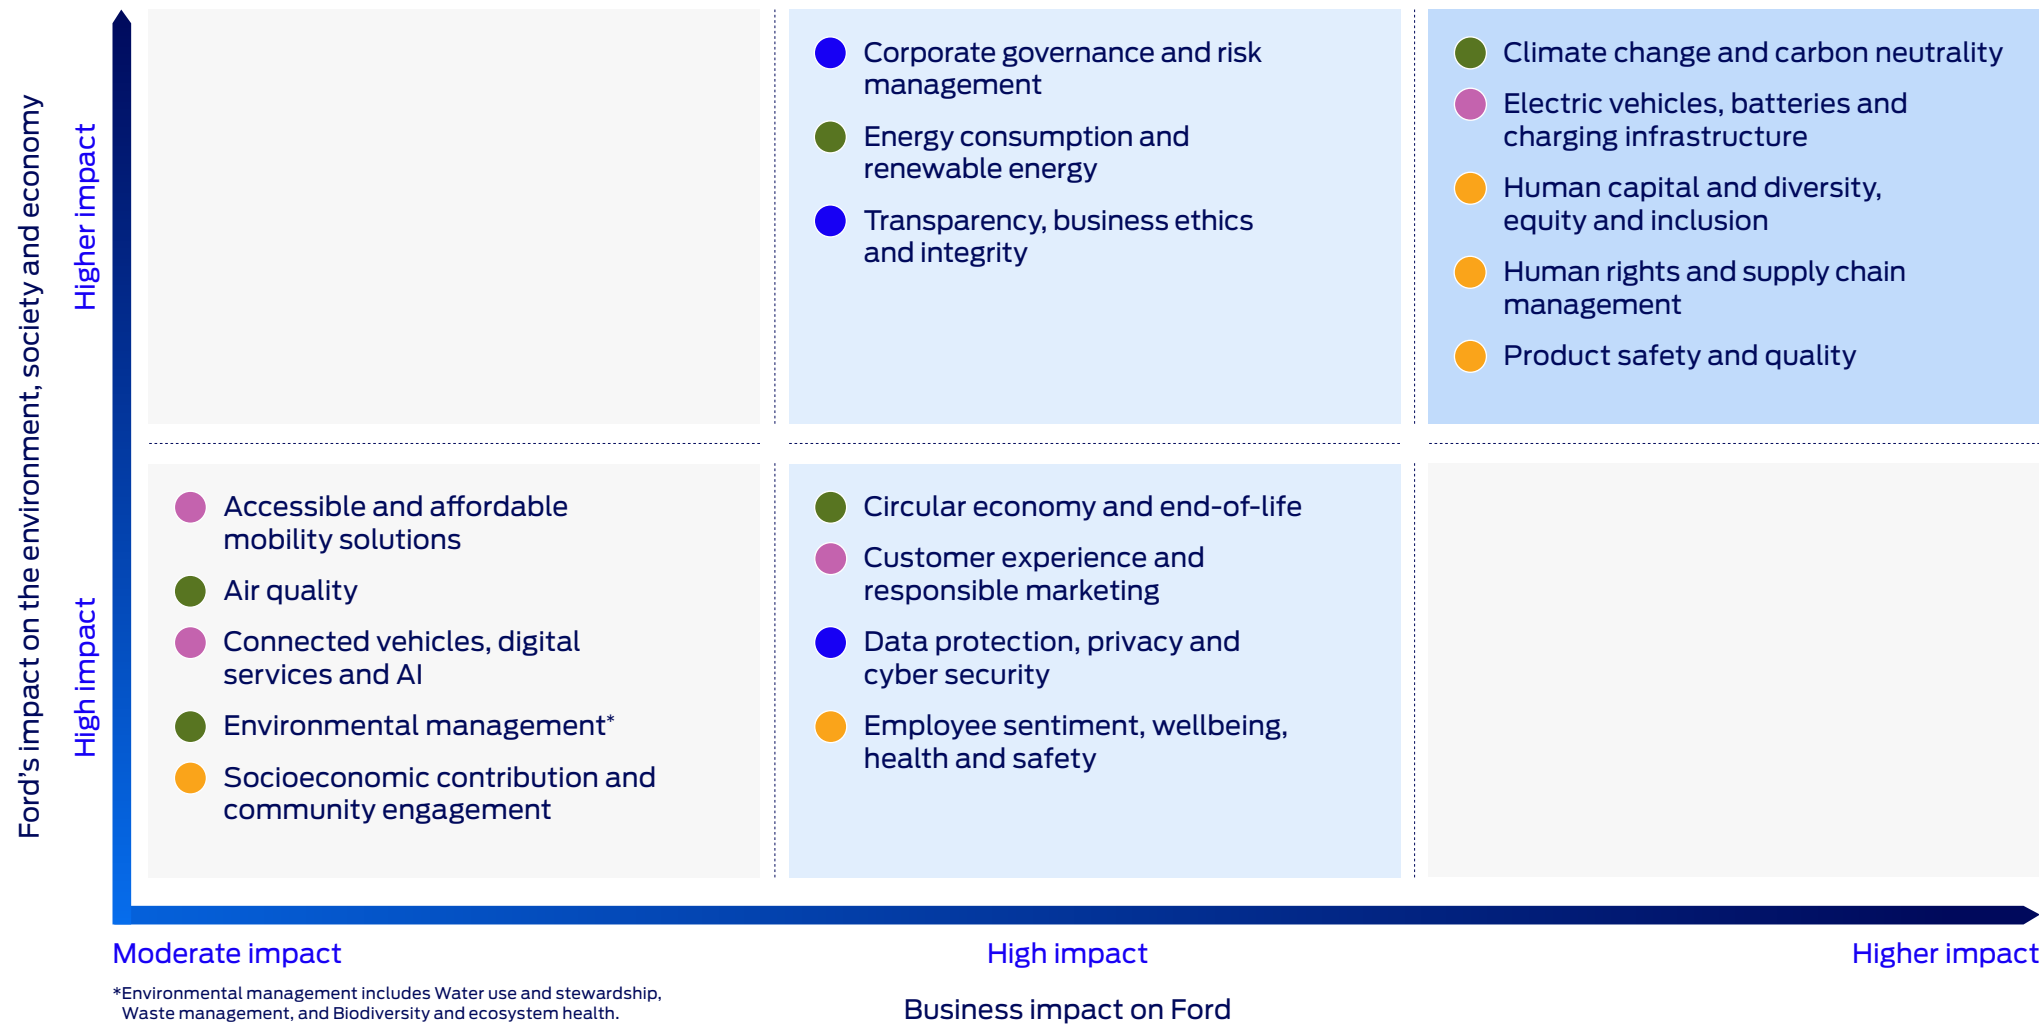 Ford's impact on the environment, society and economy
Higher impact
High impact
Corporate governance and risk
management
Energy consumption and
renewable energy
Transparency, business ethics
and integrity
Climate change and carbon neutrality
Electric vehicles, batteries and
charging infrastructure
Human capital and diversity,
equity and inclusion
Human rights and supply chain
management
Product safety and quality
Accessible and affordable
mobility solutions
Air quality
Connected vehicles, digital
services and AI
Environmental management*
Socioeconomic contribution and
community engagement
Circular economy and end-of-life
Customer experience and
responsible marketing
Data protection, privacy and
cyber security
Employee sentiment, wellbeing,
health and safety
Moderate impact
High impact
Higher impact
*Environmental management includes Water use and stewardship,
Waste management, and Biodiversity and ecosystem health.
Business impact on Ford